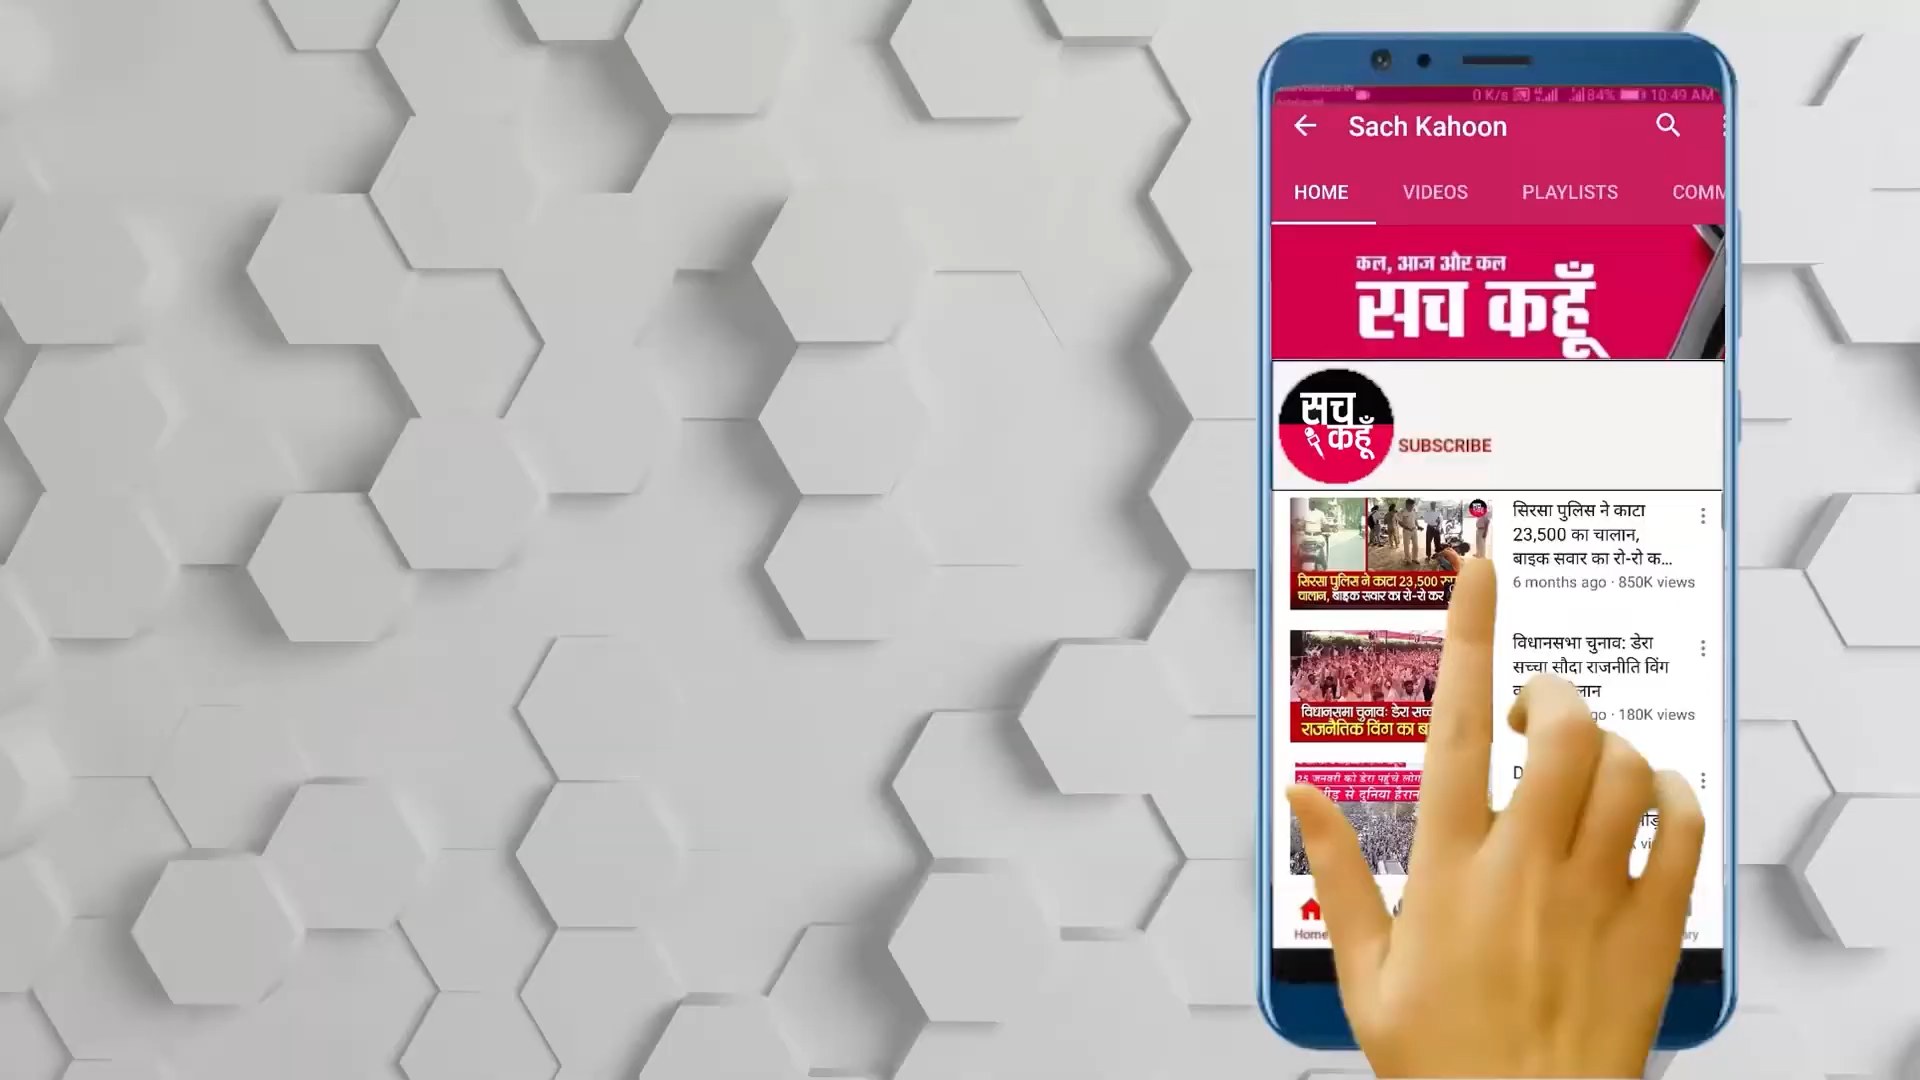 0 K/s 84% 10:49 AM
Sach Kahoon
HOME VIDEOS PLAYLISTS COMM
कल, आज और कल
सच कहूँ
सच
कहूँ
SUBSCRIBE
सिरसा पुलिस ने काटा 23,500
चालान, बाइक सवार का रो-रो कर
सिरसा पुलिस ने काटा
23,500 का चालान,
बाइक सवार का रो-रो क...
6 months ago · 850K views
विधानसभा चुनाव: डेरा
राजनैतिक विंग का
विधानसभा चुनाव: डेरा
सच्चा सौदा राजनीति विंग
go · 180K views
25 जनवरी को डेरा पहुंचे
से दुनिया हैरान
D
Home